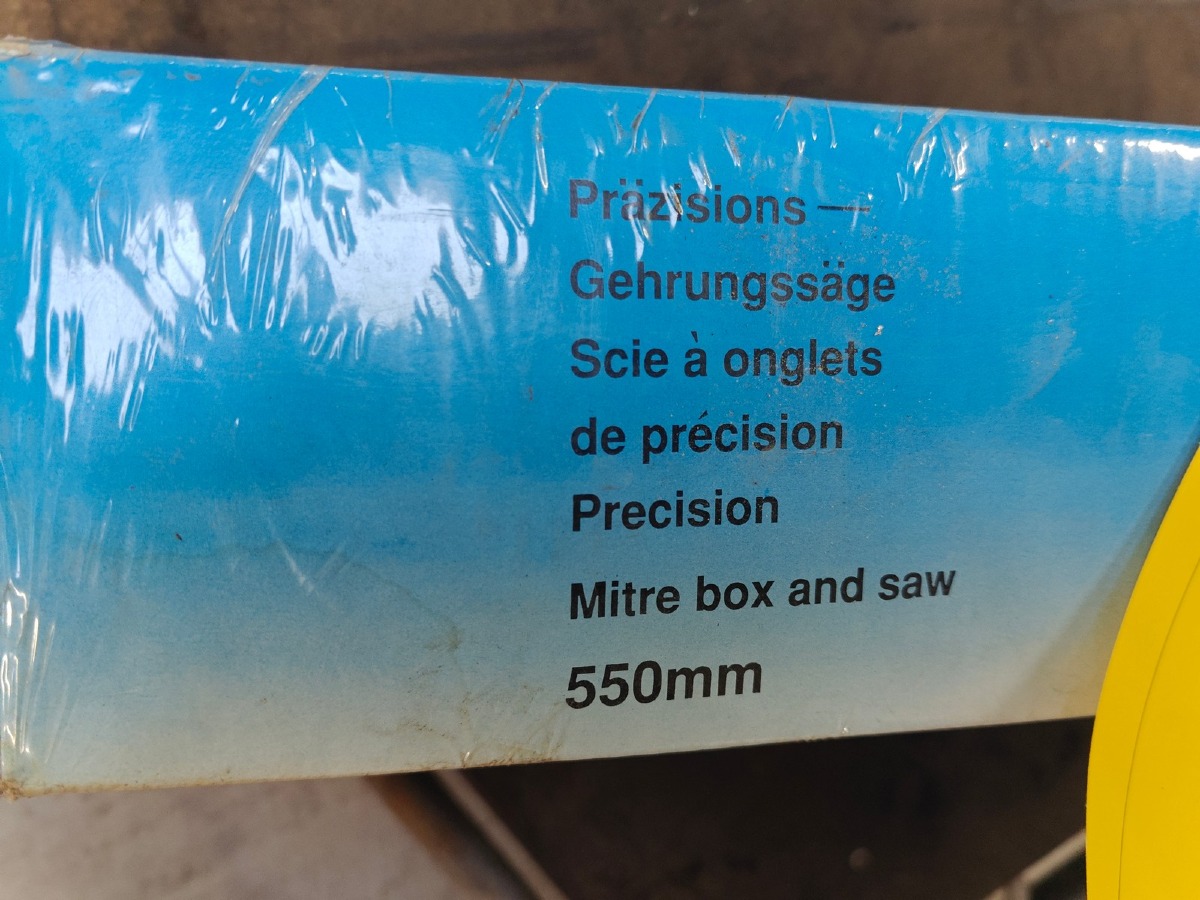 Präzisions —
Gehrungssäge
Scie à onglets
de précision
Precision
Mitre box and saw
550mm